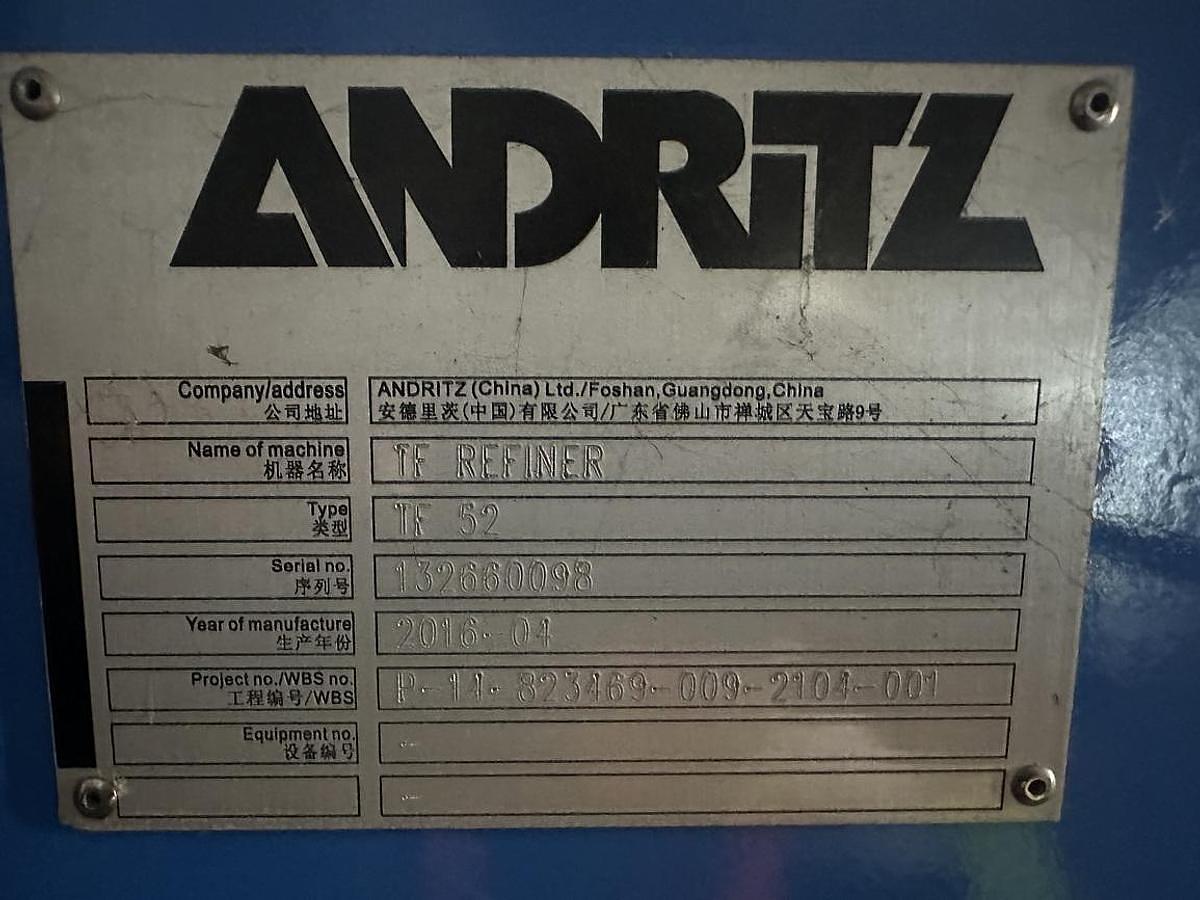 ANDRITZ
Company/address
公司地址
ANDRITZ (China) Ltd./Foshan,Guangdong,China
安德里茨(中国)有限公司/广东省佛山市禅城区天宝路9号
Name of machine
机器名称
TF REFINER
Type
类型
TF 52
Serial no.
序列号
132660098
Year of manufacture
生产年份
2016-04
Project no./WBS no.
工程编号/WBS
P-14-823469-009-2104-001
Equipment no.
设备编号
-
-